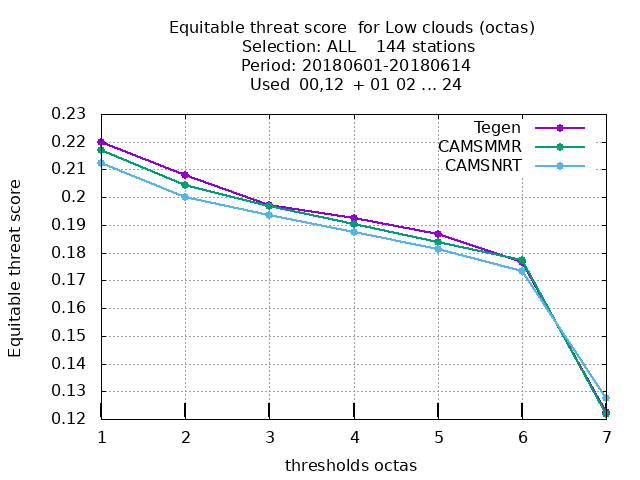 Equitable threat score  for Low clouds (octas)
Selection: ALL    144 stations
Period: 20180601-20180614
Used  00,12  + 01 02 ... 24
Tegen
CAMSMMR
CAMSNRT
Equitable threat score
0.23
0.22
0.21
0.2
0.19
0.18
0.17
0.16
0.15
0.14
0.13
0.12
1 2 3 4 5 6 7
thresholds octas